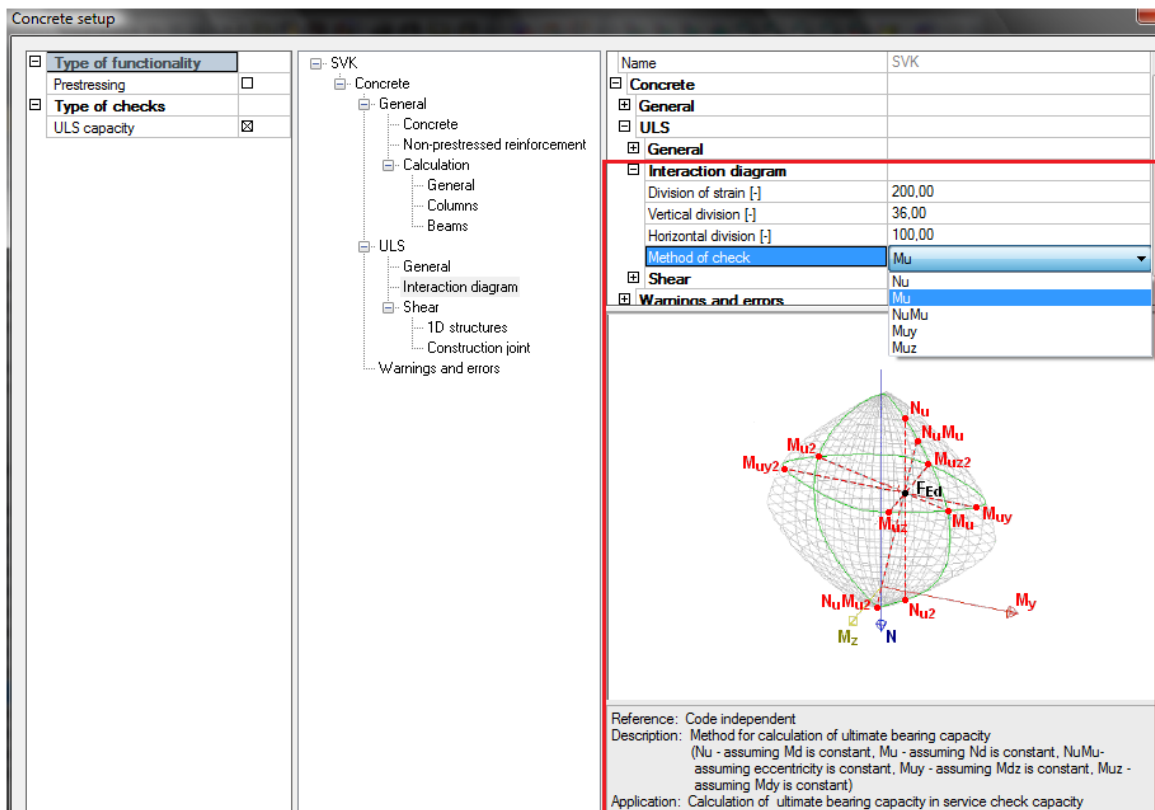 Concrete setup
Type of functionality
Prestressing
Type of checks
ULS capacity
SVK
Concrete
General
Concrete
Non-prestressed reinforcement
Calculation
General
Columns
Beams
ULS
General
Interaction diagram
Shear
1D structures
Construction joint
Warnings and errors
Name SVK
Concrete
General
ULS
General
Interaction diagram
Division of strain [-] 200,00
Vertical division [-] 36,00
Horizontal division [-] 100,00
Method of check Mu
Shear
Warnings and errors
Nu
Mu
NuMu
Muy
Muz
Nu
NuMu
Mu2
Muz2
Muy2
FEd
Muz
Mu
Muy
NuMu2
Nu2
My
Mz
N
Reference: Code independent
Description: Method for calculation of ultimate bearing capacity
(Nu - assuming Md is constant, Mu - assuming Nd is constant, NuMu-
assuming eccentricity is constant, Muy - assuming Mdz is constant, Muz -
assuming Mdy is constant)
Application: Calculation of ultimate bearing capacity in service check capacity